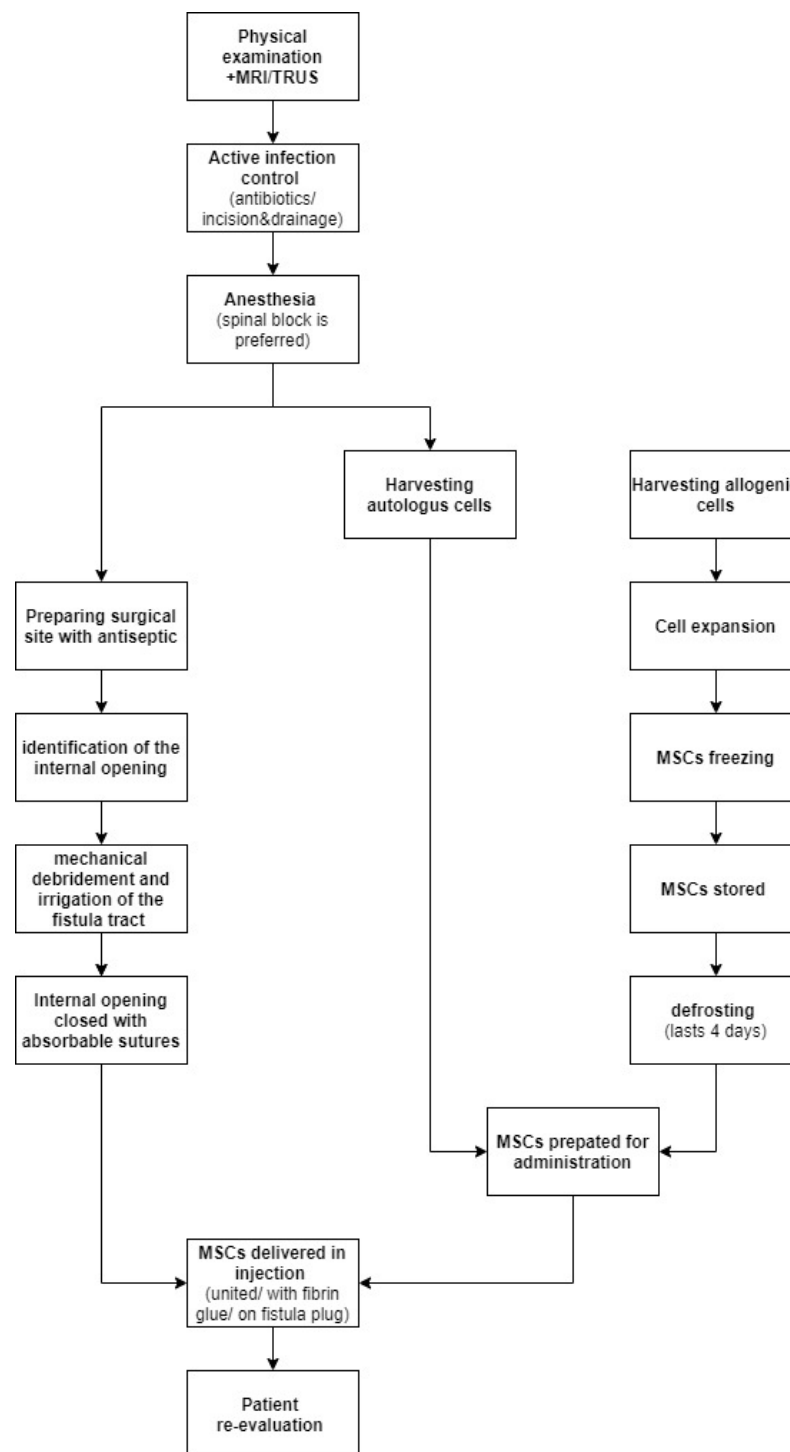 Physical
examination
+MRI/TRUS
Active infection
control
(antibiotics/
incision&drainage)
Anesthesia
(spinal block is
preferred)
Harvesting
autologus cells
Harvesting allogeni
cells
Preparing surgical
site with antiseptic
Cell expansion
identification of the
internal opening
MSCs freezing
mechanical
debridement and
irrigation of the
fistula tract
MSCs stored
Internal opening
closed with
absorbable sutures
defrosting
(lasts 4 days)
MSCs prepated for
administration
MSCs delivered in
injection
(united/ with fibrin
glue/ on fistula plug)
Patient
re-evaluation